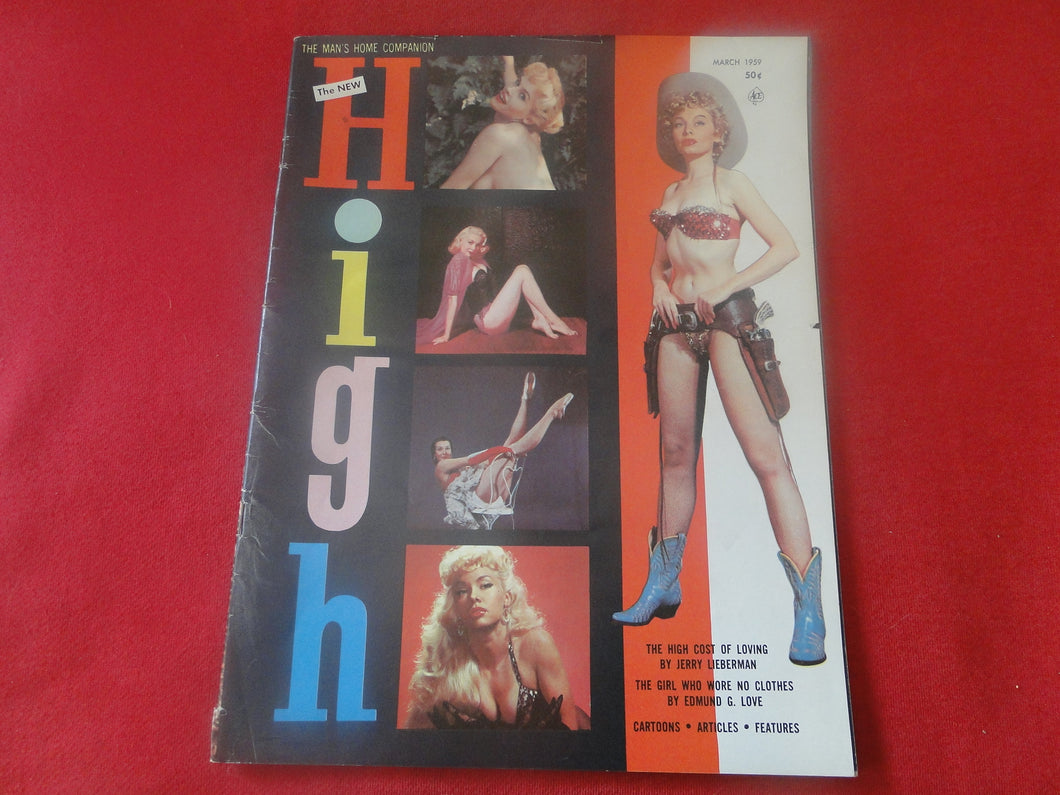 THE MAN'S HOME COMPANION
The NEW
High
MARCH 1959
50¢
ACE
THE HIGH COST OF LOVING
BY JERRY LIEBERMAN
THE GIRL WHO WORE NO CLOTHES
BY EDMUND G. LOVE
CARTOONS • ARTICLES • FEATURES